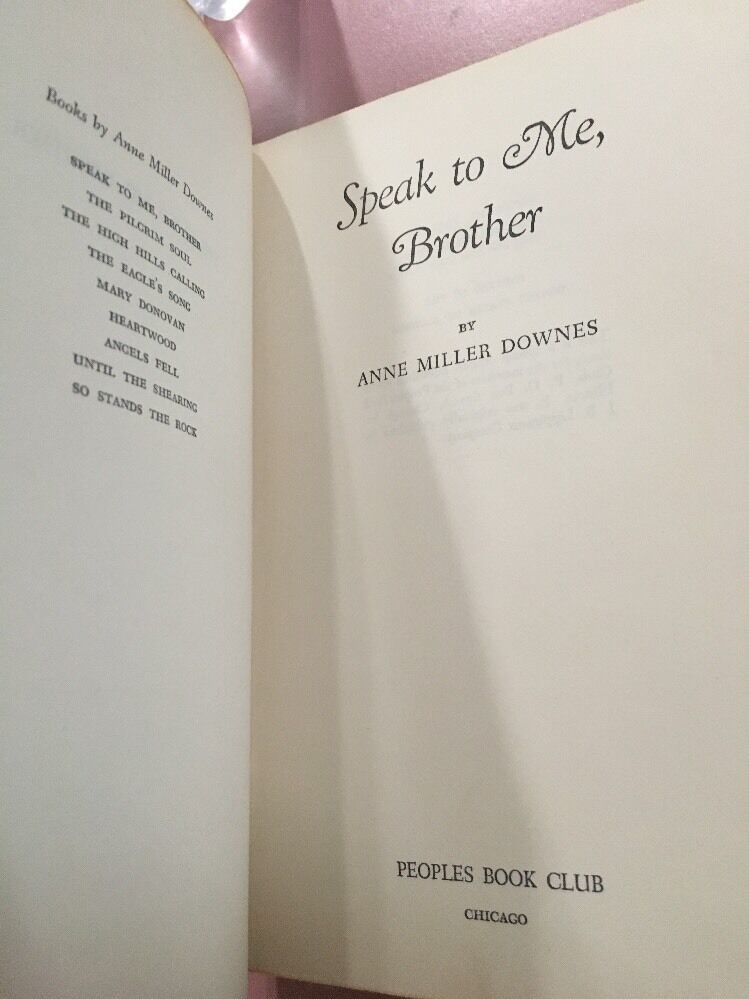 Books by Anne Miller Downes
SPEAK TO ME, BROTHER
THE PILGRIM SOUL
THE HIGH HILLS CALLING
THE EAGLE'S SONG
MARY DONOVAN
HEARTWOOD
ANGELS FELL
UNTIL THE SHEARING
SO STANDS THE ROCK
Speak to Me,
Brother
BY
ANNE MILLER DOWNES
PEOPLES BOOK CLUB
CHICAGO